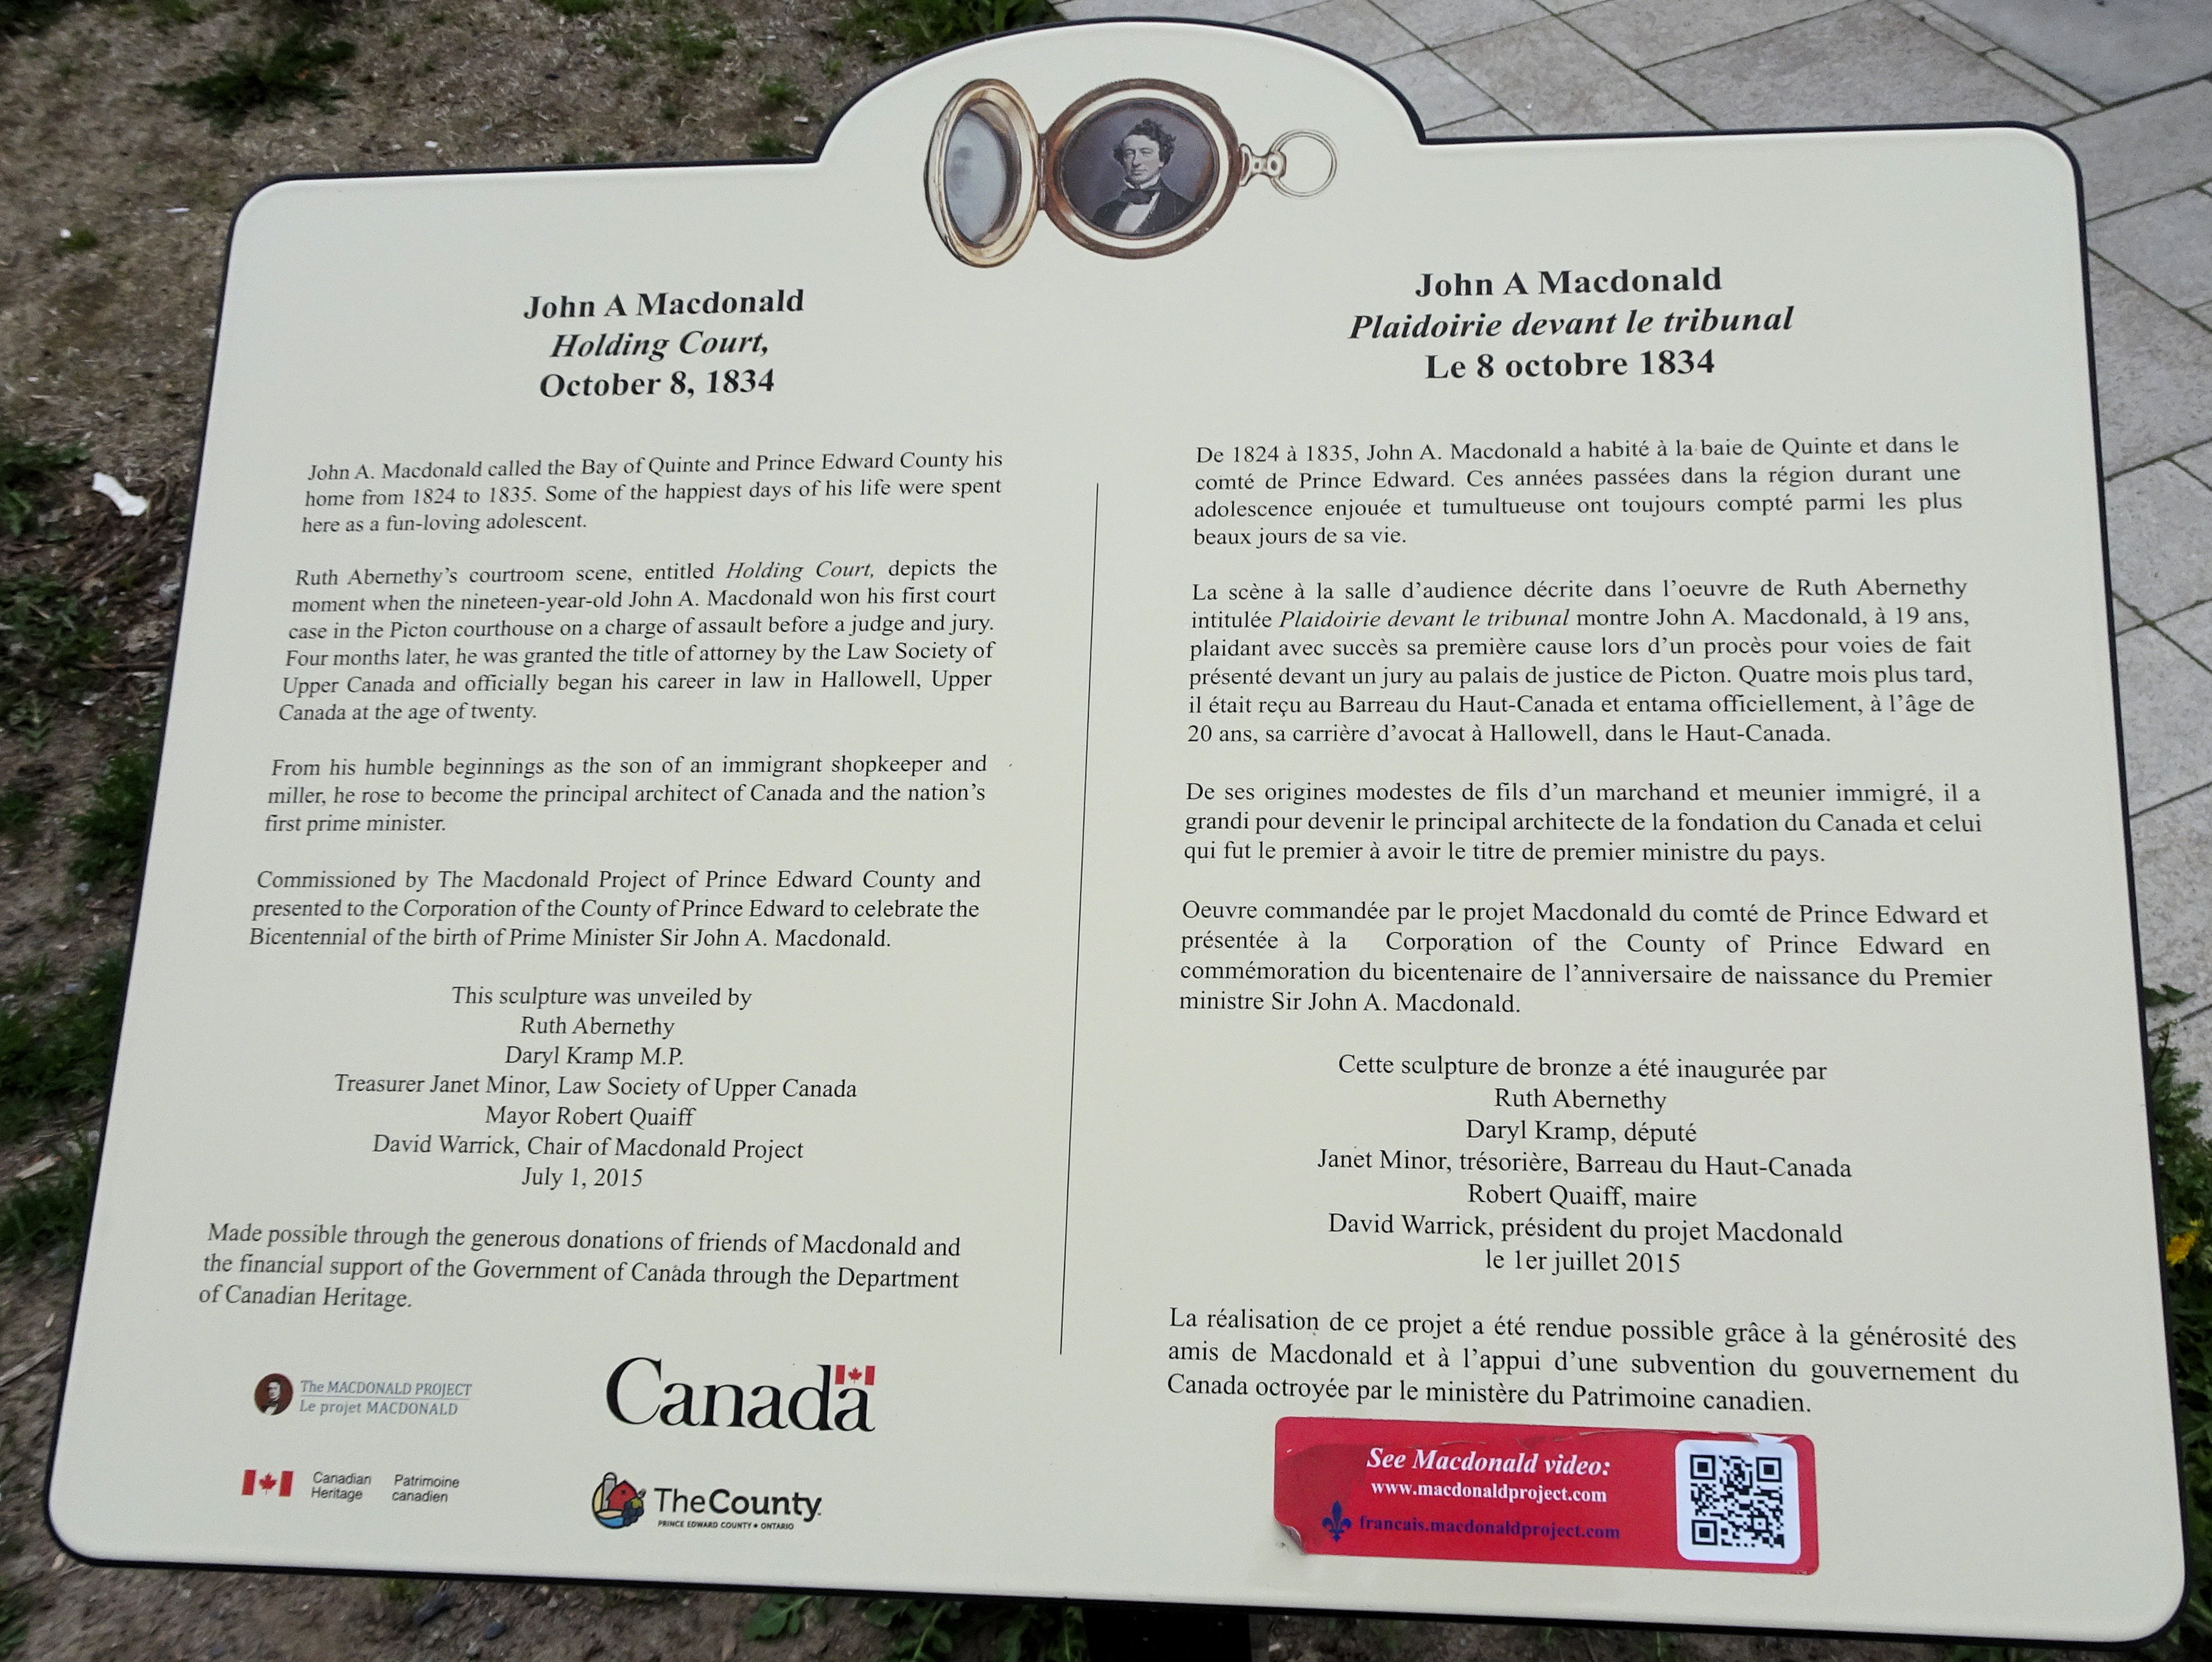 John A Macdonald
Holding Court,
October 8, 1834
John A. Macdonald called the Bay of Quinte and Prince Edward County his
home from 1824 to 1835. Some of the happiest days of his life were spent
here as a fun-loving adolescent.
Ruth Abernethy's courtroom scene, entitled Holding Court, depicts the
moment when the nineteen-year-old John A. Macdonald won his first court
case in the Picton courthouse on a charge of assault before a judge and jury.
Four months later, he was granted the title of attorney by the Law Society of
Upper Canada and officially began his career in law in Hallowell, Upper
Canada at the age of twenty.
From his humble beginnings as the son of an immigrant shopkeeper and
miller, he rose to become the principal architect of Canada and the nation's
first prime minister.
Commissioned by The Macdonald Project of Prince Edward County and
presented to the Corporation of the County of Prince Edward to celebrate the
Bicentennial of the birth of Prime Minister Sir John A. Macdonald.
This sculpture was unveiled by
Ruth Abernethy
Daryl Kramp M.P.
Treasurer Janet Minor, Law Society of Upper Canada
Mayor Robert Quaiff
David Warrick, Chair of Macdonald Project
July 1, 2015
Made possible through the generous donations of friends of Macdonald and
the financial support of the Government of Canada through the Department
of Canadian Heritage.
The MACDONALD PROJECT
Le projet MACDONALD
Canada
Canadian Patrimoine
Heritage canadien
TheCounty
PRINCE EDWARD COUNTY • ONTARIO
John A Macdonald
Plaidoirie devant le tribunal
Le 8 octobre 1834
De 1824 à 1835, John A. Macdonald a habité à la baie de Quinte et dans le
comté de Prince Edward. Ces années passées dans la région durant une
adolescence enjouée et tumultueuse ont toujours compté parmi les plus
beaux jours de sa vie.
La scène à la salle d'audience décrite dans l'oeuvre de Ruth Abernethy
intitulée Plaidoirie devant le tribunal montre John A. Macdonald, à 19 ans,
plaidant avec succès sa première cause lors d'un procès pour voies de fait
présenté devant un jury au palais de justice de Picton. Quatre mois plus tard,
il était reçu au Barreau du Haut-Canada et entama officiellement, à l'âge de
20 ans, sa carrière d'avocat à Hallowell, dans le Haut-Canada.
De ses origines modestes de fils d'un marchand et meunier immigré, il a
grandi pour devenir le principal architecte de la fondation du Canada et celui
qui fut le premier à avoir le titre de premier ministre du pays.
Oeuvre commandée par le projet Macdonald du comté de Prince Edward et
présentée à la Corporation of the County of Prince Edward en
commémoration du bicentenaire de l'anniversaire de naissance du Premier
ministre Sir John A. Macdonald.
Cette sculpture de bronze a été inaugurée par
Ruth Abernethy
Daryl Kramp, député
Janet Minor, trésorière, Barreau du Haut-Canada
Robert Quaiff, maire
David Warrick, président du projet Macdonald
le 1er juillet 2015
La réalisation de ce projet a été rendue possible grâce à la générosité des
amis de Macdonald et à l'appui d'une subvention du gouvernement du
Canada octroyée par le ministère du Patrimoine canadien.
See Macdonald video:
www.macdonaldproject.com
francais.macdonaldproject.com